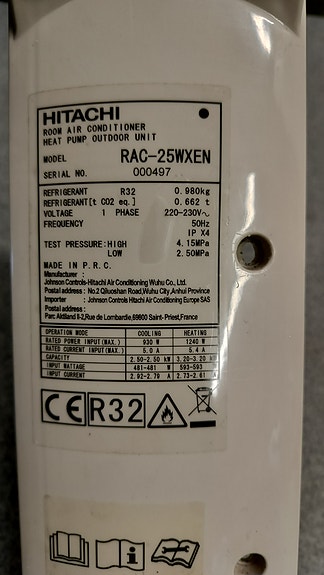 HITACHI
ROOM AIR CONDITIONER
HEAT PUMP OUTDOOR UNIT
MODEL RAC-25WXEN
SERIAL NO. 000497
REFRIGERANT R32 0.980kg
REFRIGERANT[t CO2 eq.] 0.662 t
VOLTAGE 1 PHASE 220-230V~
FREQUENCY 50Hz
IP X4
TEST PRESSURE:HIGH 4.15MPa
LOW 2.50MPa
MADE IN P.R.C.
Manufacturer :
Johnson Controls-Hitachi Air Conditioning Wuhu Co., Ltd.
Postal address : No.2 Qiluoshan Road,Wuhu City, Anhui Province
Importer : Johnson Controls Hitachi Air Conditioning Europe SAS
Postal address :
Parc Aktiland II-2,Rue de Lombardie,69800 Saint-Priest,France
OPERATION MODE COOLING HEATING
RATED POWER INPUT(MAX.) 930 W 1240 W
RATED CURRENT INPUT(MAX.) 5.0 A 5.4 A
CAPACITY 2.50-2.50 kW 3.20-3.20 kW
INPUT WATTAGE 481-481 W 593-593
INPUT CURRENT 2.92-2.79 A 2.73-2.61 A
CE R32